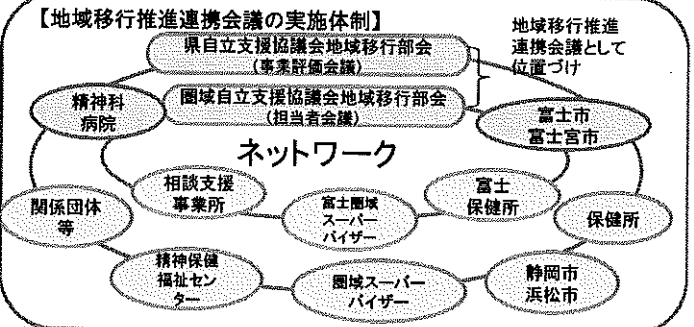 【地域移行推進連携会議の実施体制】
県自立支援協議会地域移行部会
(事業評価会議)
地域移行推進
連携会議として
位置づけ
圏域自立支援協議会地域移行部会
(担当者会議)
精神科
病院
富士市
富士宮市
ネットワーク
相談支援
事業所
富士圏域
スーパー
バイザー
富士
保健所
関係団体
等
保健所
精神保健
福祉セン
ター
圏域スーパー
バイザー
静岡市
浜松市